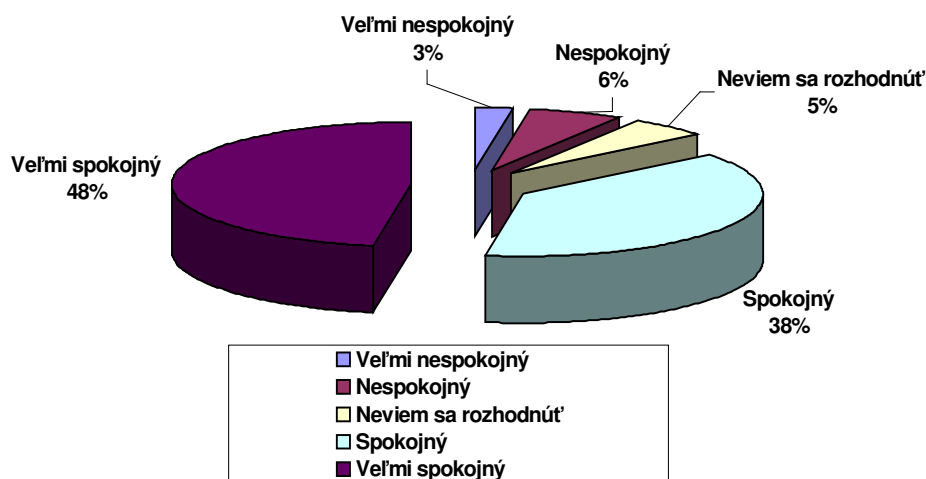 Veľmi nespokojný
3%
Nespokojný
6%
Neviem sa rozhodnúť
5%
Veľmi spokojný
48%
Spokojný
38%
Veľmi nespokojný
Nespokojný
Neviem sa rozhodnúť
Spokojný
Veľmi spokojný